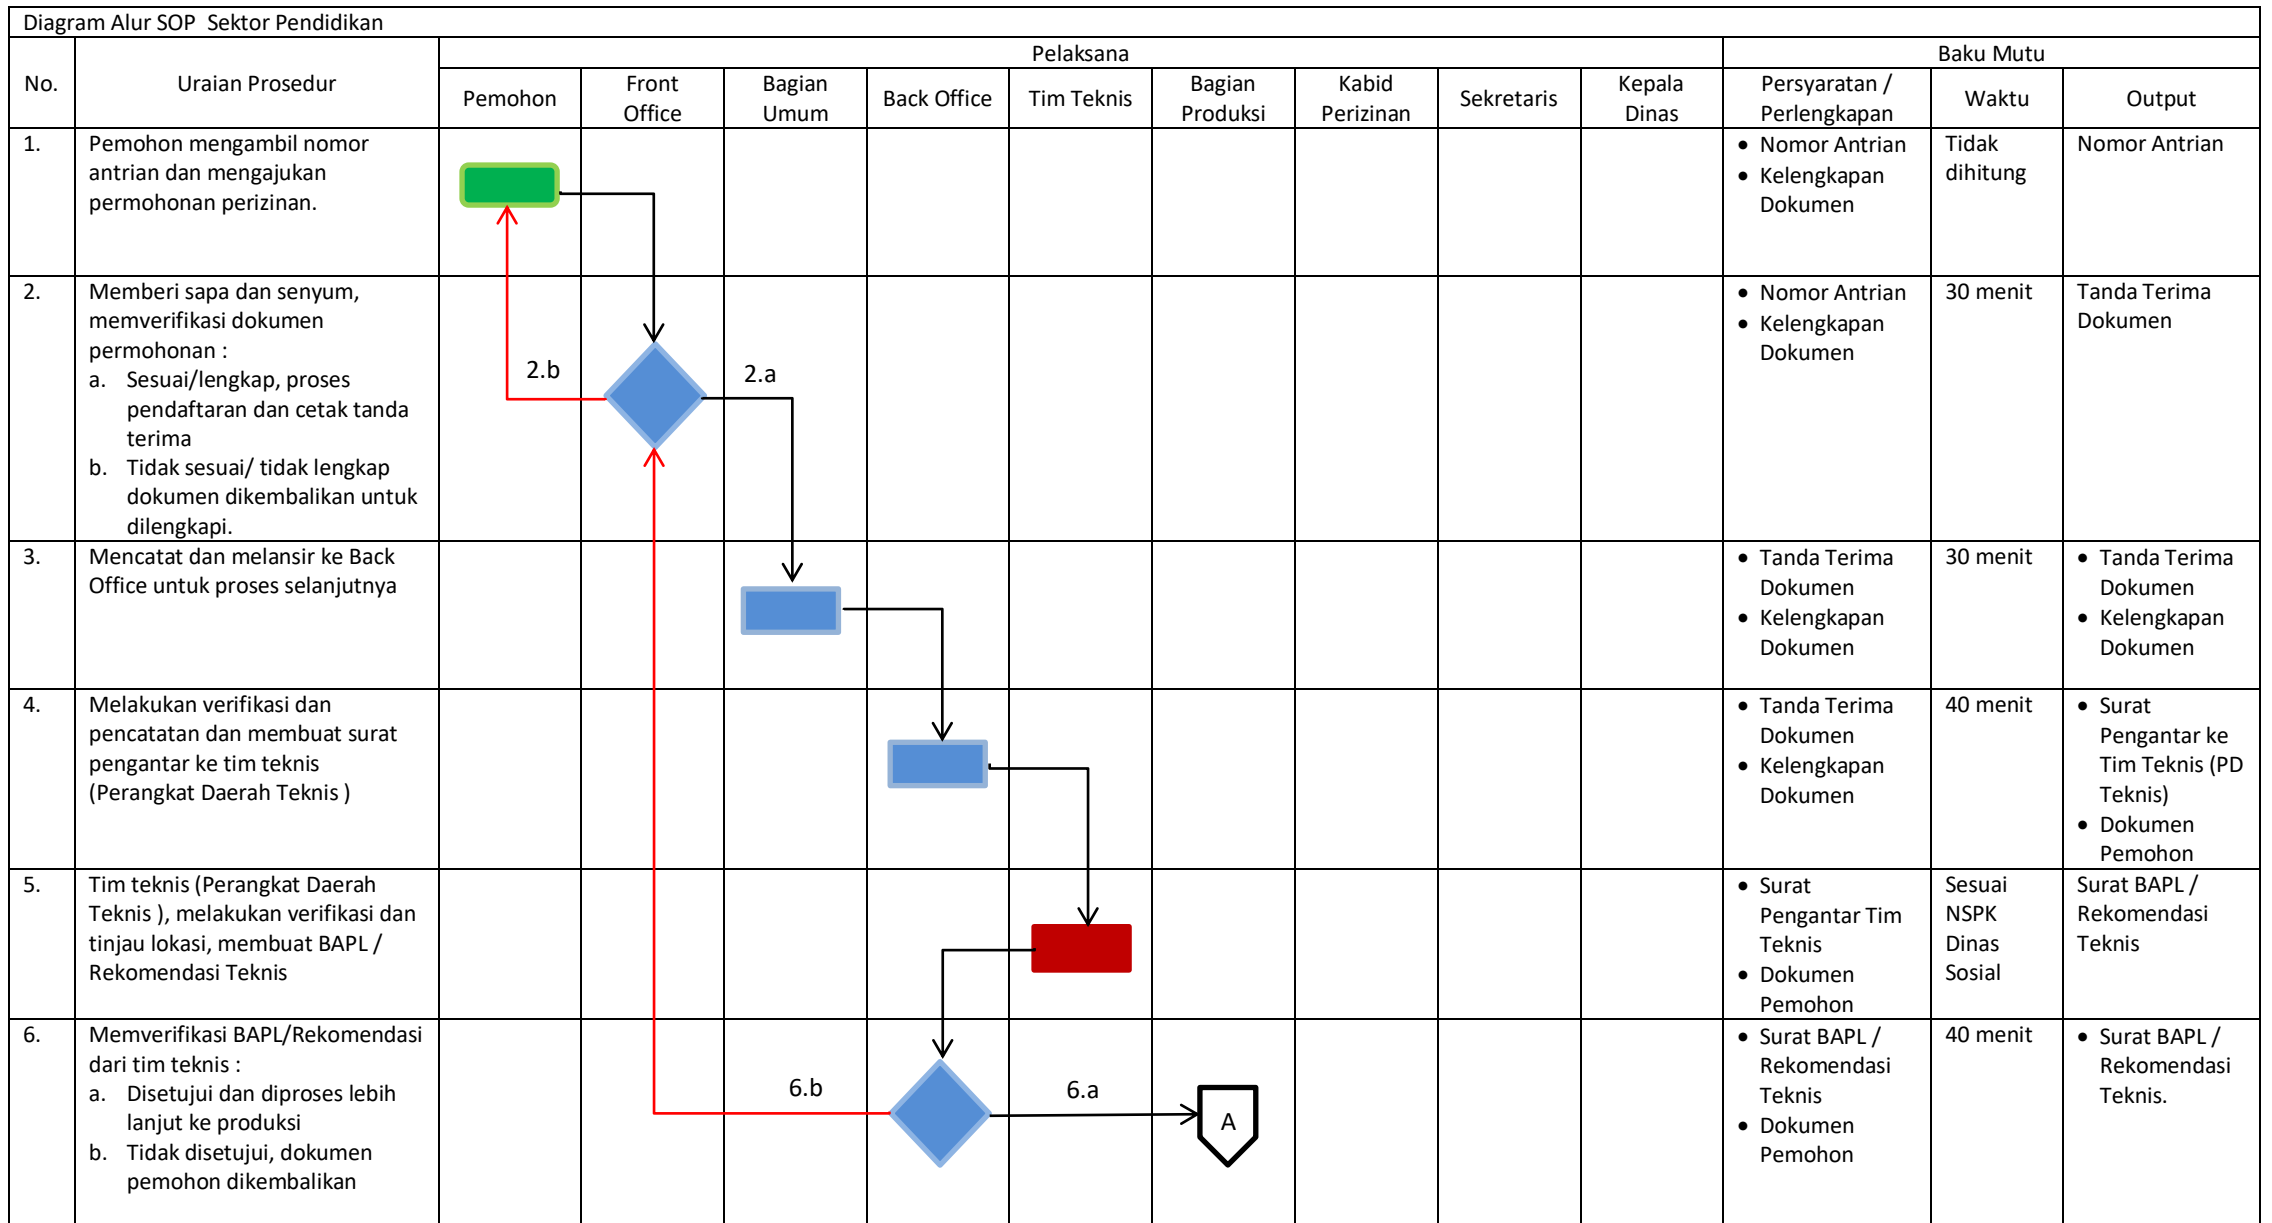 Diagram Alur SOP  Sektor Pendidikan
No.
Uraian Prosedur
Pelaksana
Baku Mutu
Pemohon
Front
Office
Bagian
Umum
Back Office
Tim Teknis
Bagian
Produksi
Kabid
Perizinan
Sekretaris
Kepala
Dinas
Persyaratan /
Perlengkapan
Waktu
Output
1.
Pemohon mengambil nomor
antrian dan mengajukan
permohonan perizinan.
• Nomor Antrian
• Kelengkapan
Dokumen
Tidak
dihitung
Nomor Antrian
2.
Memberi sapa dan senyum,
memverifikasi dokumen
permohonan :
a. Sesuai/lengkap, proses
pendaftaran dan cetak tanda
terima
b. Tidak sesuai/ tidak lengkap
dokumen dikembalikan untuk
dilengkapi.
2.b
2.a
• Nomor Antrian
• Kelengkapan
Dokumen
30 menit
Tanda Terima
Dokumen
3.
Mencatat dan melansir ke Back
Office untuk proses selanjutnya
• Tanda Terima
Dokumen
• Kelengkapan
Dokumen
30 menit
• Tanda Terima
Dokumen
• Kelengkapan
Dokumen
4.
Melakukan verifikasi dan
pencatatan dan membuat surat
pengantar ke tim teknis
(Perangkat Daerah Teknis )
• Tanda Terima
Dokumen
• Kelengkapan
Dokumen
40 menit
• Surat
Pengantar ke
Tim Teknis (PD
Teknis)
• Dokumen
Pemohon
5.
Tim teknis (Perangkat Daerah
Teknis ), melakukan verifikasi dan
tinjau lokasi, membuat BAPL /
Rekomendasi Teknis
• Surat
Pengantar Tim
Teknis
• Dokumen
Pemohon
Sesuai
NSPK
Dinas
Sosial
Surat BAPL /
Rekomendasi
Teknis
6.
Memverifikasi BAPL/Rekomendasi
dari tim teknis :
a. Disetujui dan diproses lebih
lanjut ke produksi
b. Tidak disetujui, dokumen
pemohon dikembalikan
6.b
6.a
A
• Surat BAPL /
Rekomendasi
Teknis
• Dokumen
Pemohon
40 menit
• Surat BAPL /
Rekomendasi
Teknis.